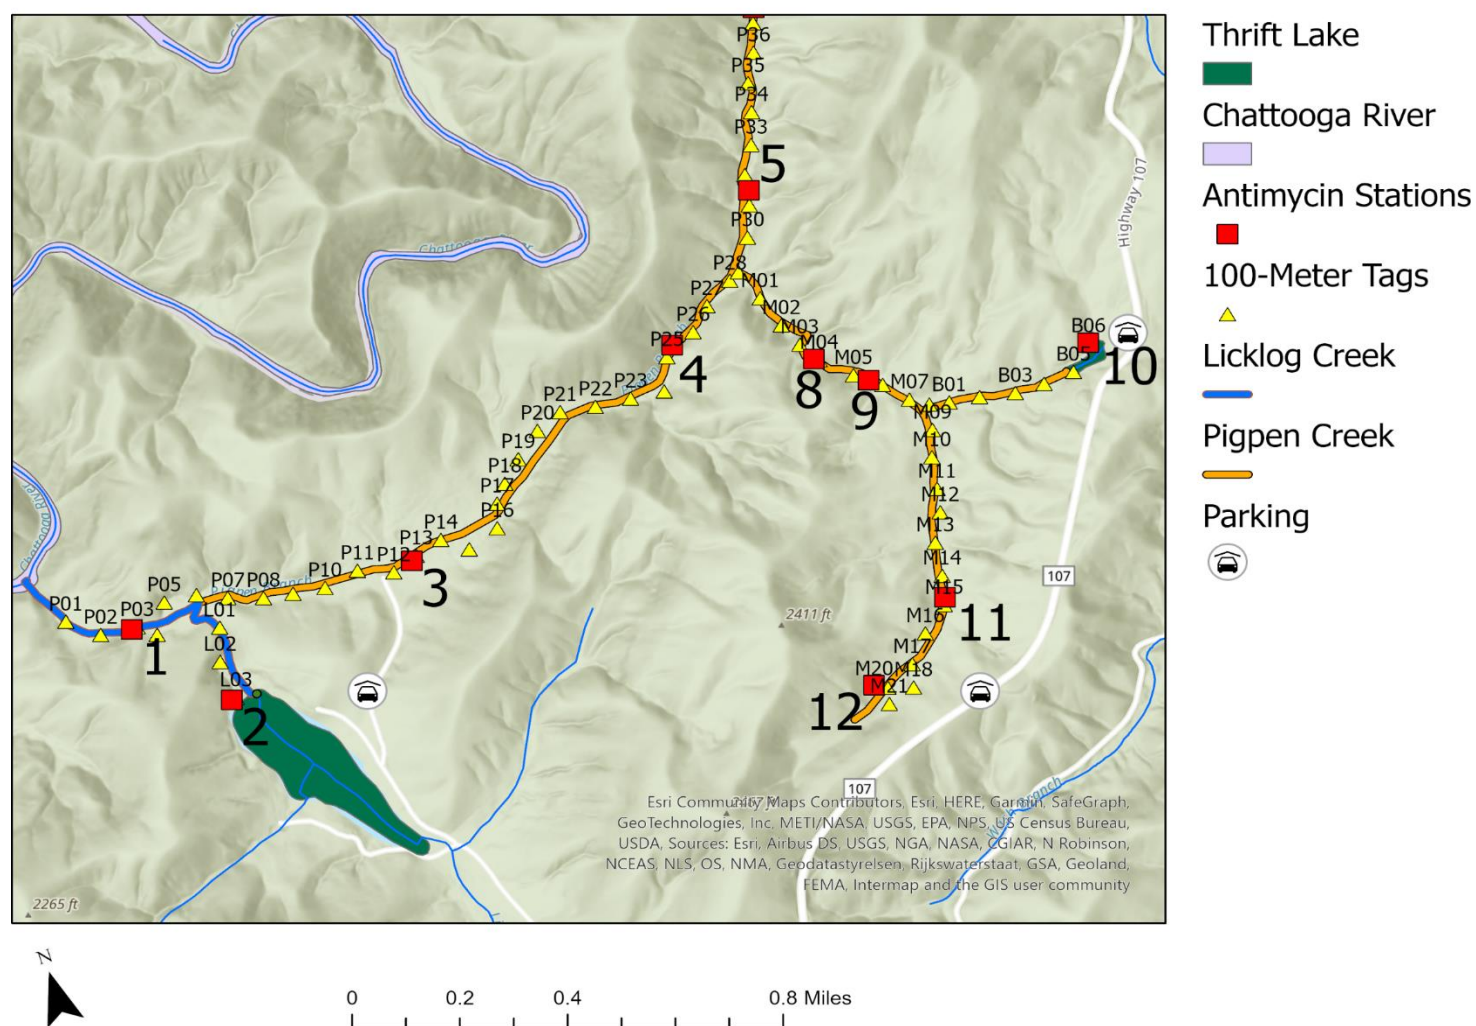 P36
P35
P34
P33
5
P30
P28
M01
P27
M02
P26
M03
P25
M04
4
M05
8
9
M07
B01
B03
B05
B06
10
Highway 107
Chattooga River
P23
P22
P21
P20
P19
P18
P17
P16
P14
P13
P12
P11
P10
3
M09
M10
M11
M12
M13
M14
M15
M16
11
M17
M18
M20
M21
12
107
107
2411 ft
Chattooga River
P01
P02
P03
P05
P07
P08
L01
L02
L03
1
2
2265 ft
Esri Community Maps Contributors, Esri, HERE, Garmin, SafeGraph,
GeoTechnologies, Inc, METI/NASA, USGS, EPA, NPS, US Census Bureau,
USDA, Sources: Esri, Airbus DS, USGS, NGA, NASA, CGIAR, N Robinson,
NCEAS, NLS, OS, NMA, Geodatastyrelsen, Rijkswaterstaat, GSA, Geoland,
FEMA, Intermap and the GIS user community
Thrift Lake
Chattooga River
Antimycin Stations
100-Meter Tags
Licklog Creek
Pigpen Creek
Parking
N
0 0.2 0.4 0.8 Miles